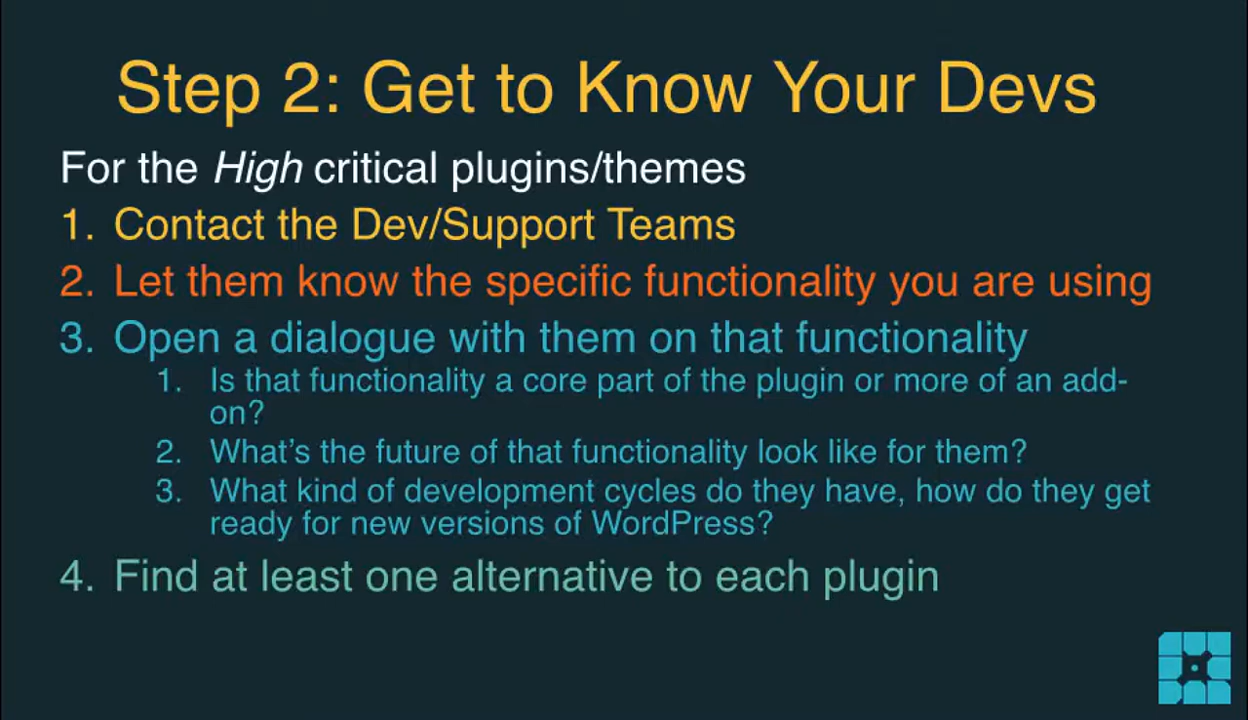 Step 2: Get to Know Your Devs
For the High critical plugins/themes
1. Contact the Dev/Support Teams
2. Let them know the specific functionality you are using
3. Open a dialogue with them on that functionality
1. Is that functionality a core part of the plugin or more of an add-
on?
2. What’s the future of that functionality look like for them?
3. What kind of development cycles do they have, how do they get
ready for new versions of WordPress?
4. Find at least one alternative to each plugin